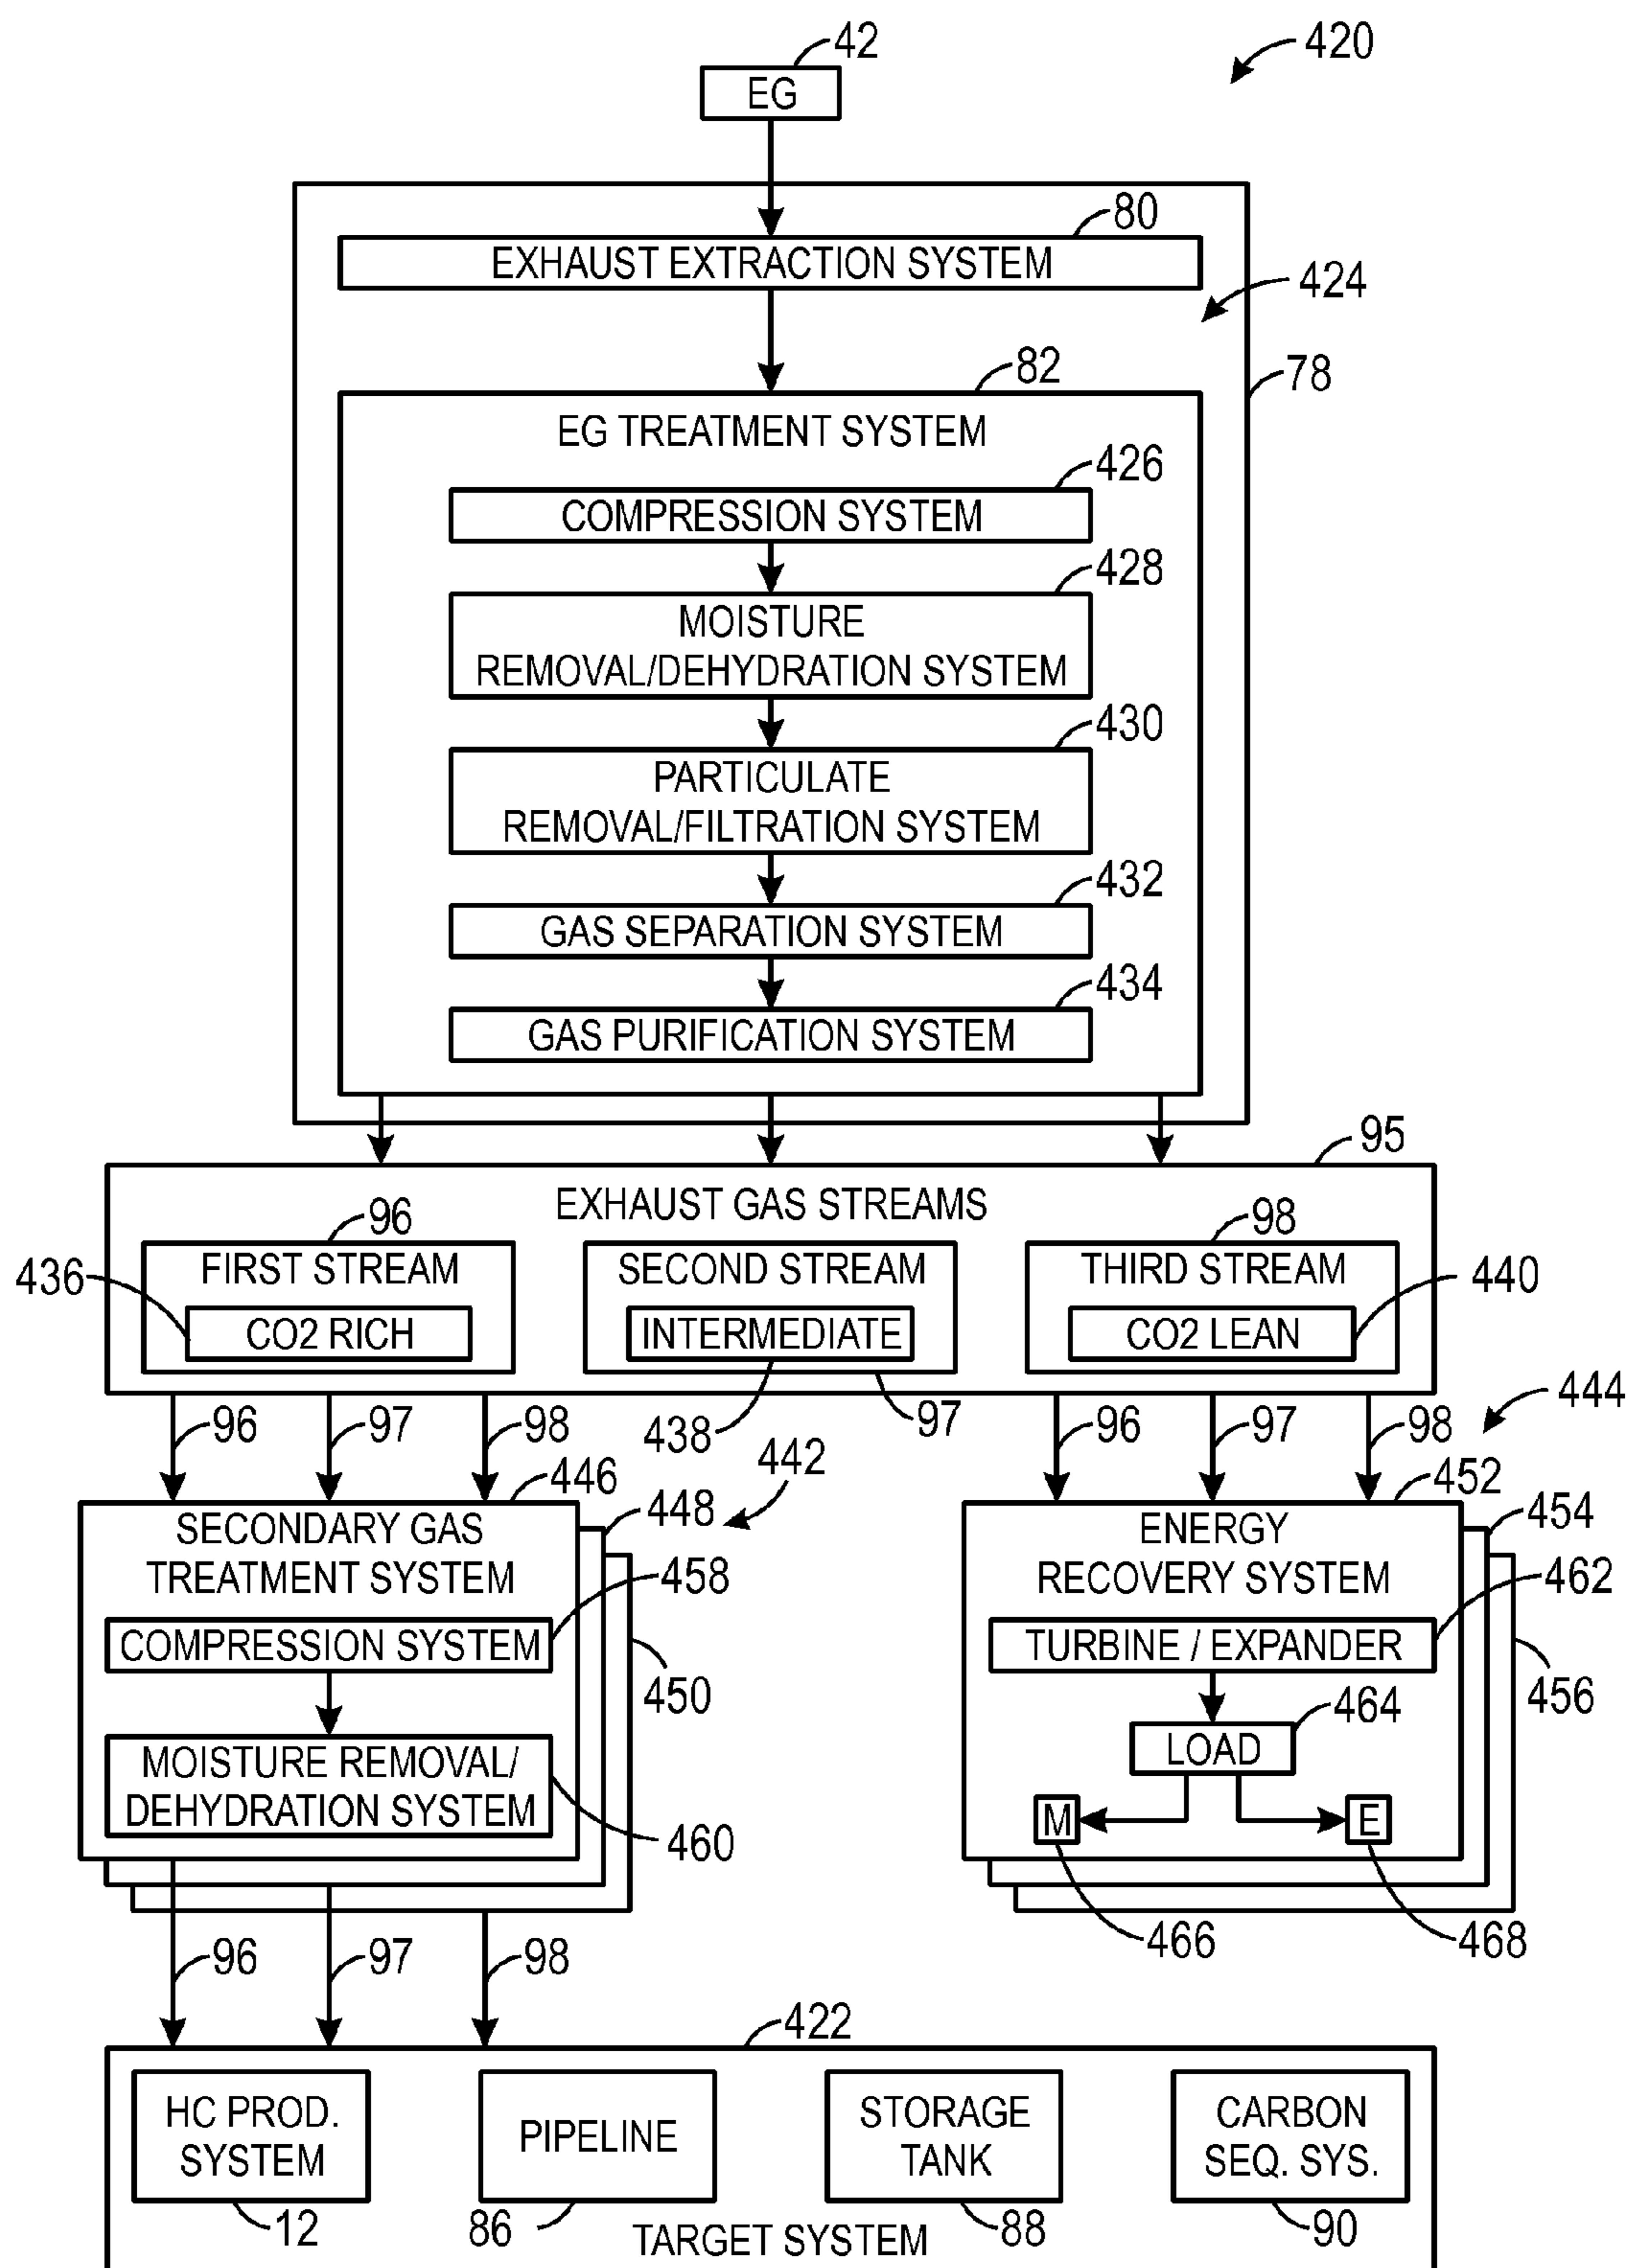 42
420
EG
80
EXHAUST EXTRACTION SYSTEM
424
78
82
EG TREATMENT SYSTEM
426
COMPRESSION SYSTEM
428
MOISTURE
REMOVAL/DEHYDRATION SYSTEM
430
PARTICULATE
REMOVAL/FILTRATION SYSTEM
432
GAS SEPARATION SYSTEM
434
GAS PURIFICATION SYSTEM
95
EXHAUST GAS STREAMS
96
98
436
FIRST STREAM
SECOND STREAM
THIRD STREAM
440
CO2 RICH
INTERMEDIATE
CO2 LEAN
444
96
97
98
438
97
96
97
98
442
446
448
452
454
SECONDARY GAS
TREATMENT SYSTEM
458
COMPRESSION SYSTEM
450
MOISTURE REMOVAL/
DEHYDRATION SYSTEM
460
ENERGY
RECOVERY SYSTEM
462
TURBINE / EXPANDER
456
464
LOAD
M
E
466
468
96
97
98
422
HC PROD.
SYSTEM
PIPELINE
STORAGE
TANK
CARBON
SEQ. SYS.
12
86
88
90
TARGET SYSTEM